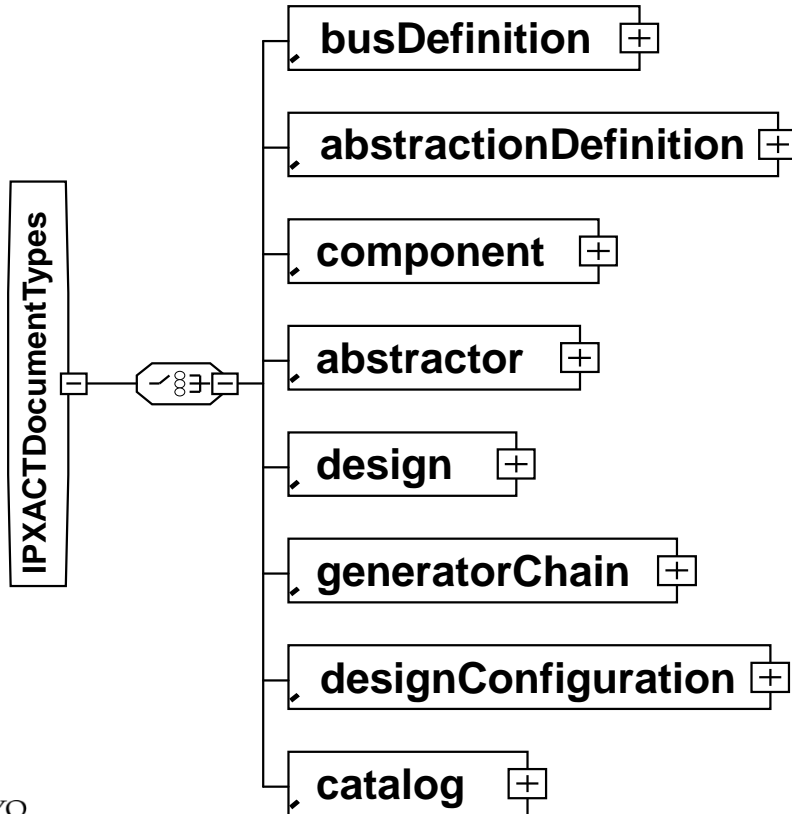 busDefinition
abstractionDefinition
component
abstractor
design
generatorChain
designConfiguration
catalog
IPXACTDocumentTypes